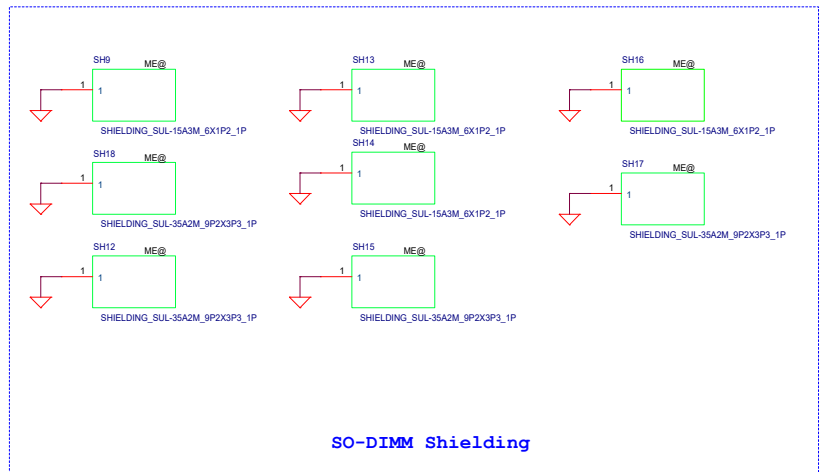 SH9 ME@
1 1
SHIELDING_SUL-15A3M_6X1P2_1P
SH13 ME@
1 1
SHIELDING_SUL-15A3M_6X1P2_1P
SH16 ME@
1 1
SHIELDING_SUL-15A3M_6X1P2_1P
SH18 ME@
1 1
SHIELDING_SUL-35A2M_9P2X3P3_1P
SH14 ME@
1 1
SHIELDING_SUL-15A3M_6X1P2_1P
SH17 ME@
1 1
SHIELDING_SUL-35A2M_9P2X3P3_1P
SH12 ME@
1 1
SHIELDING_SUL-35A2M_9P2X3P3_1P
SH15 ME@
1 1
SHIELDING_SUL-35A2M_9P2X3P3_1P
SO-DIMM Shielding